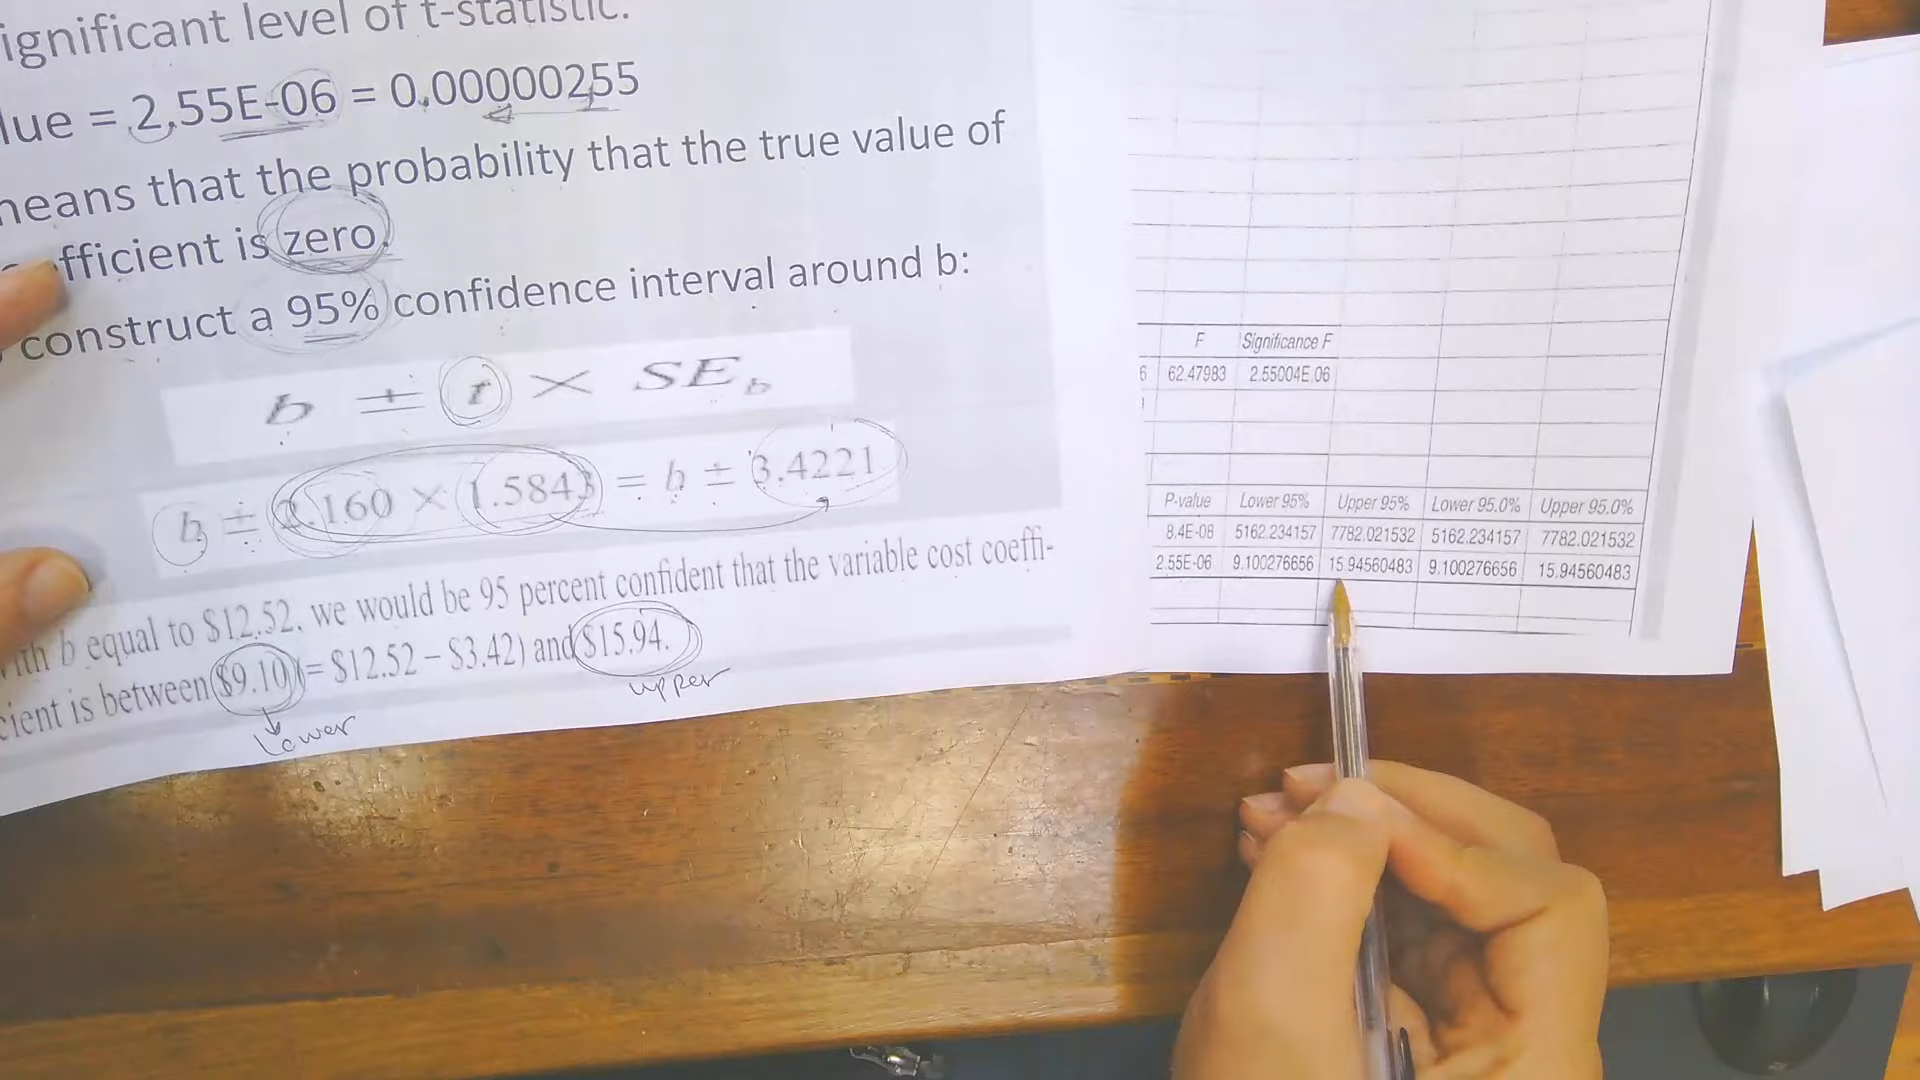 ignificant level of t-statistic.
lue = 2.55E-06 = 0.00000255
means that the probability that the true value of
fficient is zero.
construct a 95% confidence interval around b:
b ± t × SE_b
b ± 2.160 × 1.5843 = b ± 3.4221
ith b equal to $12.52, we would be 95 percent confident that the variable cost coeffi-
cient is between $9.10 (= $12.52 – $3.42) and $15.94.
Lower
upper
F Significance F
6 62.47983 2.55004E.06
P-value Lower 95% Upper 95% Lower 95.0% Upper 95.0%
8.4E-08 5162.234157 7782.021532 5162.234157 7782.021532
2.55E-06 9.100276656 15.94560483 9.100276656 15.94560483